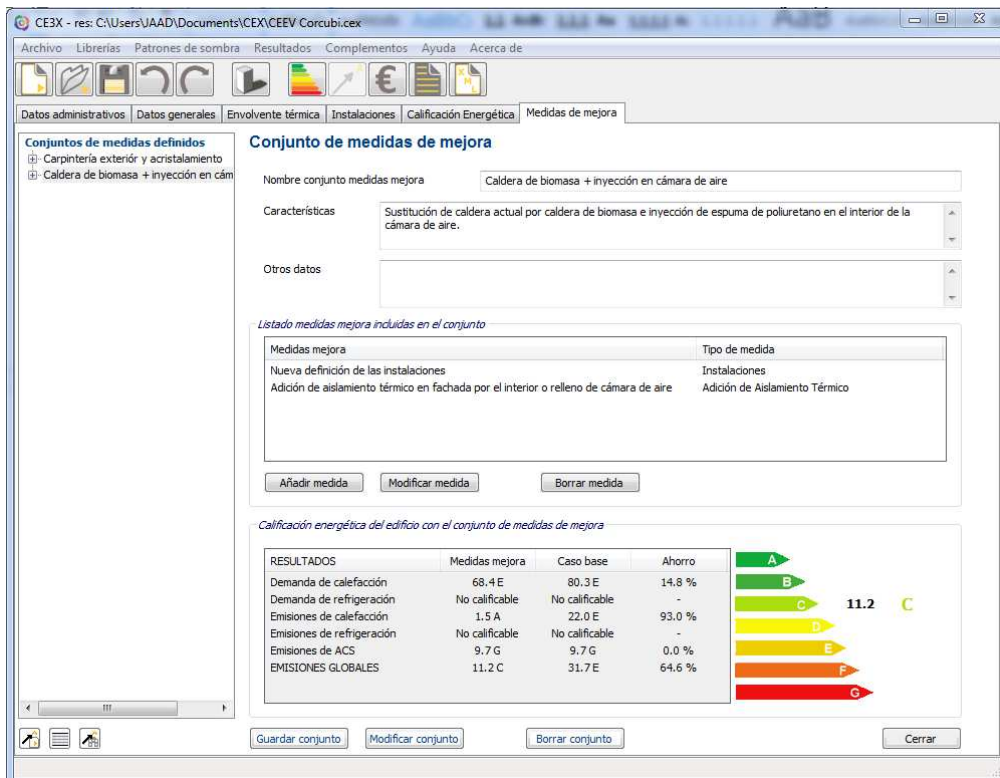 CE3X - res: C:\Users\JAAD\Documents\CEX\CEEV Corcubi.cex
Archivo Librerías Patrones de sombra Resultados Complementos Ayuda Acerca de
Datos administrativos Datos generales Envolvente térmica Instalaciones Calificación Energética Medidas de mejora
Conjuntos de medidas definidos
Carpintería exterior y acristalamiento
Caldera de biomasa + inyección en cám
Conjunto de medidas de mejora
Nombre conjunto medidas mejora Caldera de biomasa + inyección en cámara de aire
Características Sustitución de caldera actual por caldera de biomasa e inyección de espuma de poliuretano en el interior de la
cámara de aire.
Otros datos
Listado medidas mejora incluidas en el conjunto
Medidas mejora Tipo de medida
Nueva definición de las instalaciones Instalaciones
Adición de aislamiento térmico en fachada por el interior o relleno de cámara de aire Adición de Aislamiento Térmico
Añadir medida Modificar medida Borrar medida
Calificación energética del edificio con el conjunto de medidas de mejora
RESULTADOS Medidas mejora Caso base Ahorro
Demanda de calefacción 68.4 E 80.3 E 14.8 %
Demanda de refrigeración No calificable No calificable -
Emisiones de calefacción 1.5 A 22.0 E 93.0 %
Emisiones de refrigeración No calificable No calificable -
Emisiones de ACS 9.7 G 9.7 G 0.0 %
EMISIONES GLOBALES 11.2 C 31.7 E 64.6 %
A
B
C 11.2 C
D
E
F
G
Guardar conjunto Modificar conjunto Borrar conjunto Cerrar